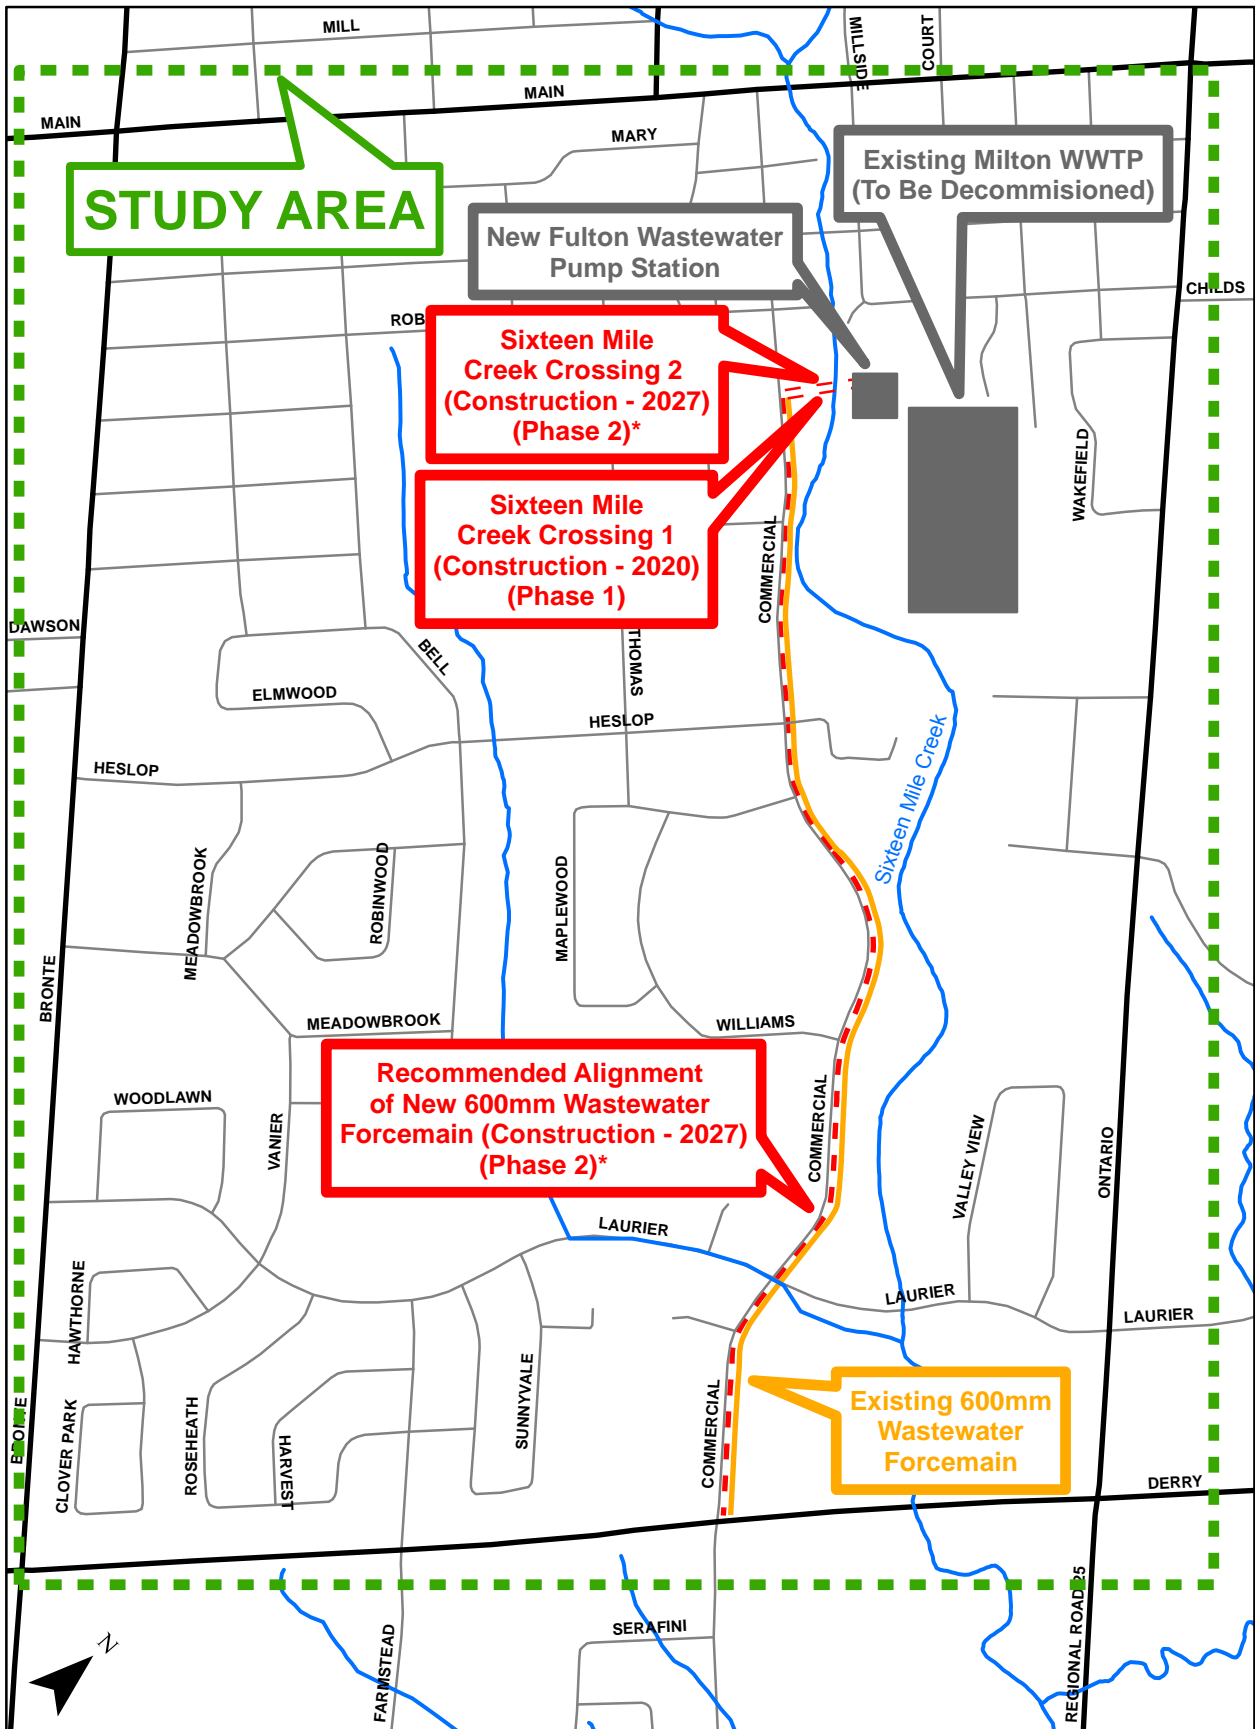 MILL
MILLSIDE
COURT
MAIN
MAIN
MARY
STUDY AREA
Existing Milton WWTP
(To Be Decommisioned)
New Fulton Wastewater
Pump Station
CHILDS
ROB
Sixteen Mile
Creek Crossing 2
(Construction - 2027)
(Phase 2)*
Sixteen Mile
Creek Crossing 1
(Construction - 2020)
(Phase 1)
WAKEFIELD
COMMERCIAL
DAWSON
BELL
THOMAS
ELMWOOD
HESLOP
HESLOP
Sixteen Mile Creek
MEADOWBROOK
ROBINWOOD
MAPLEWOOD
BRONTE
MEADOWBROOK
WILLIAMS
Recommended Alignment
of New 600mm Wastewater
Forcemain (Construction - 2027)
(Phase 2)*
WOODLAWN
VANIER
COMMERCIAL
VALLEY VIEW
ONTARIO
LAURIER
LAURIER
LAURIER
HAWTHORNE
BRONTE
CLOVER PARK
ROSEHEATH
HARVEST
SUNNYVALE
COMMERCIAL
Existing 600mm
Wastewater
Forcemain
DERRY
N
FARMSTEAD
SERAFINI
REGIONAL ROAD 25